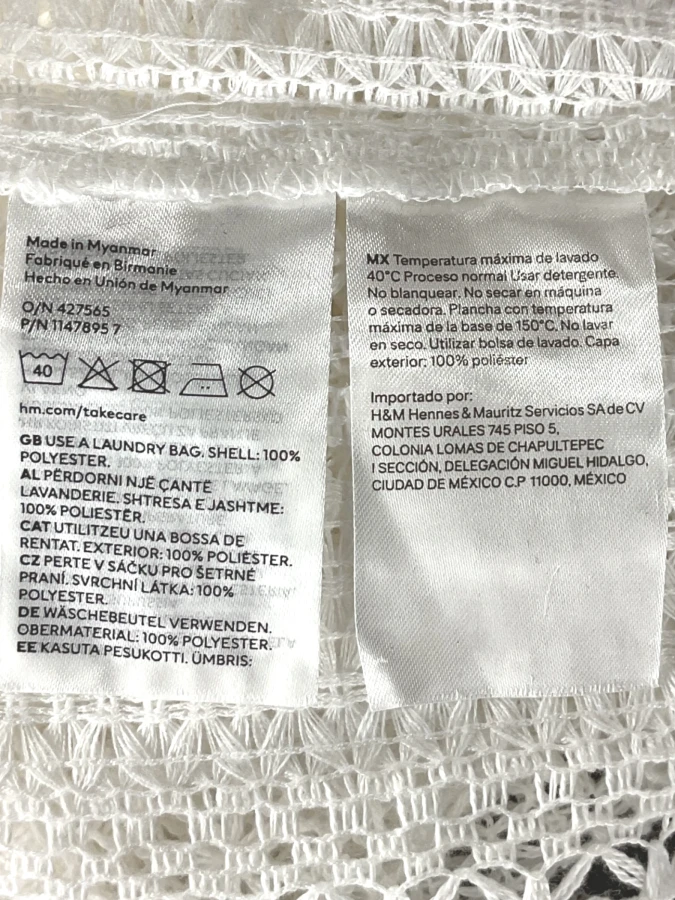 Made in Myanmar
Fabriqué en Birmanie
Hecho en Unión de Myanmar
O/N 427565
P/N 1147895 7
40
hm.com/takecare
GB USE A LAUNDRY BAG. SHELL: 100%
POLYESTER.
AL PËRDORNI NJË ÇANTË
LAVANDERIE. SHTRESA E JASHTME:
100% POLIESTËR.
CAT UTILITZEU UNA BOSSA DE
RENTAT. EXTERIOR: 100% POLIÈSTER.
CZ PERTE V SÁČKU PRO ŠETRNÉ
PRANÍ. SVRCHNÍ LÁTKA: 100%
POLYESTER.
DE WÄSCHEBEUTEL VERWENDEN.
OBERMATERIAL: 100% POLYESTER.
EE KASUTA PESUKOTTI. ÜMBRIS:
MX Temperatura máxima de lavado
40°C Proceso normal Usar detergente.
No blanquear. No secar en máquina
o secadora. Plancha con temperatura
máxima de la base de 150°C. No lavar
en seco. Utilizar bolsa de lavado. Capa
exterior: 100% poliéster
Importado por:
H&M Hennes & Mauritz Servicios SA de CV
MONTES URALES 745 PISO 5,
COLONIA LOMAS DE CHAPULTEPEC
I SECCIÓN, DELEGACIÓN MIGUEL HIDALGO,
CIUDAD DE MÉXICO C.P 11000, MÉXICO